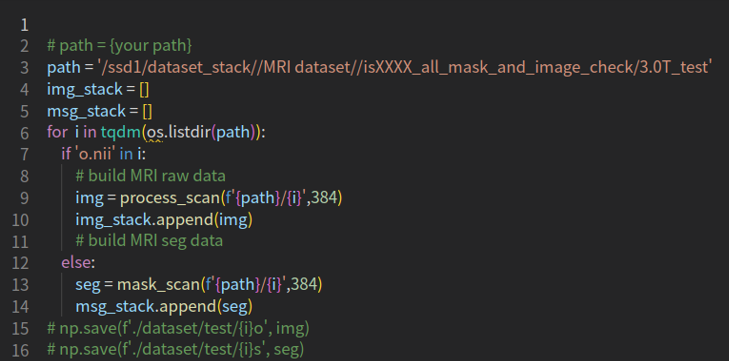 1
2 # path = {your path}
3 path = '/ssd1/dataset_stack//MRI dataset//isXXXX_all_mask_and_image_check/3.0T_test'
4 img_stack = []
5 msg_stack = []
6 for i in tqdm(os.listdir(path)):
7 if 'o.nii' in i:
8 # build MRI raw data
9 img = process_scan(f'{path}/{i}',384)
10 img_stack.append(img)
11 # build MRI seg data
12 else:
13 seg = mask_scan(f'{path}/{i}',384)
14 msg_stack.append(seg)
15 # np.save(f'./dataset/test/{i}o', img)
16 # np.save(f'./dataset/test/{i}s', seg)